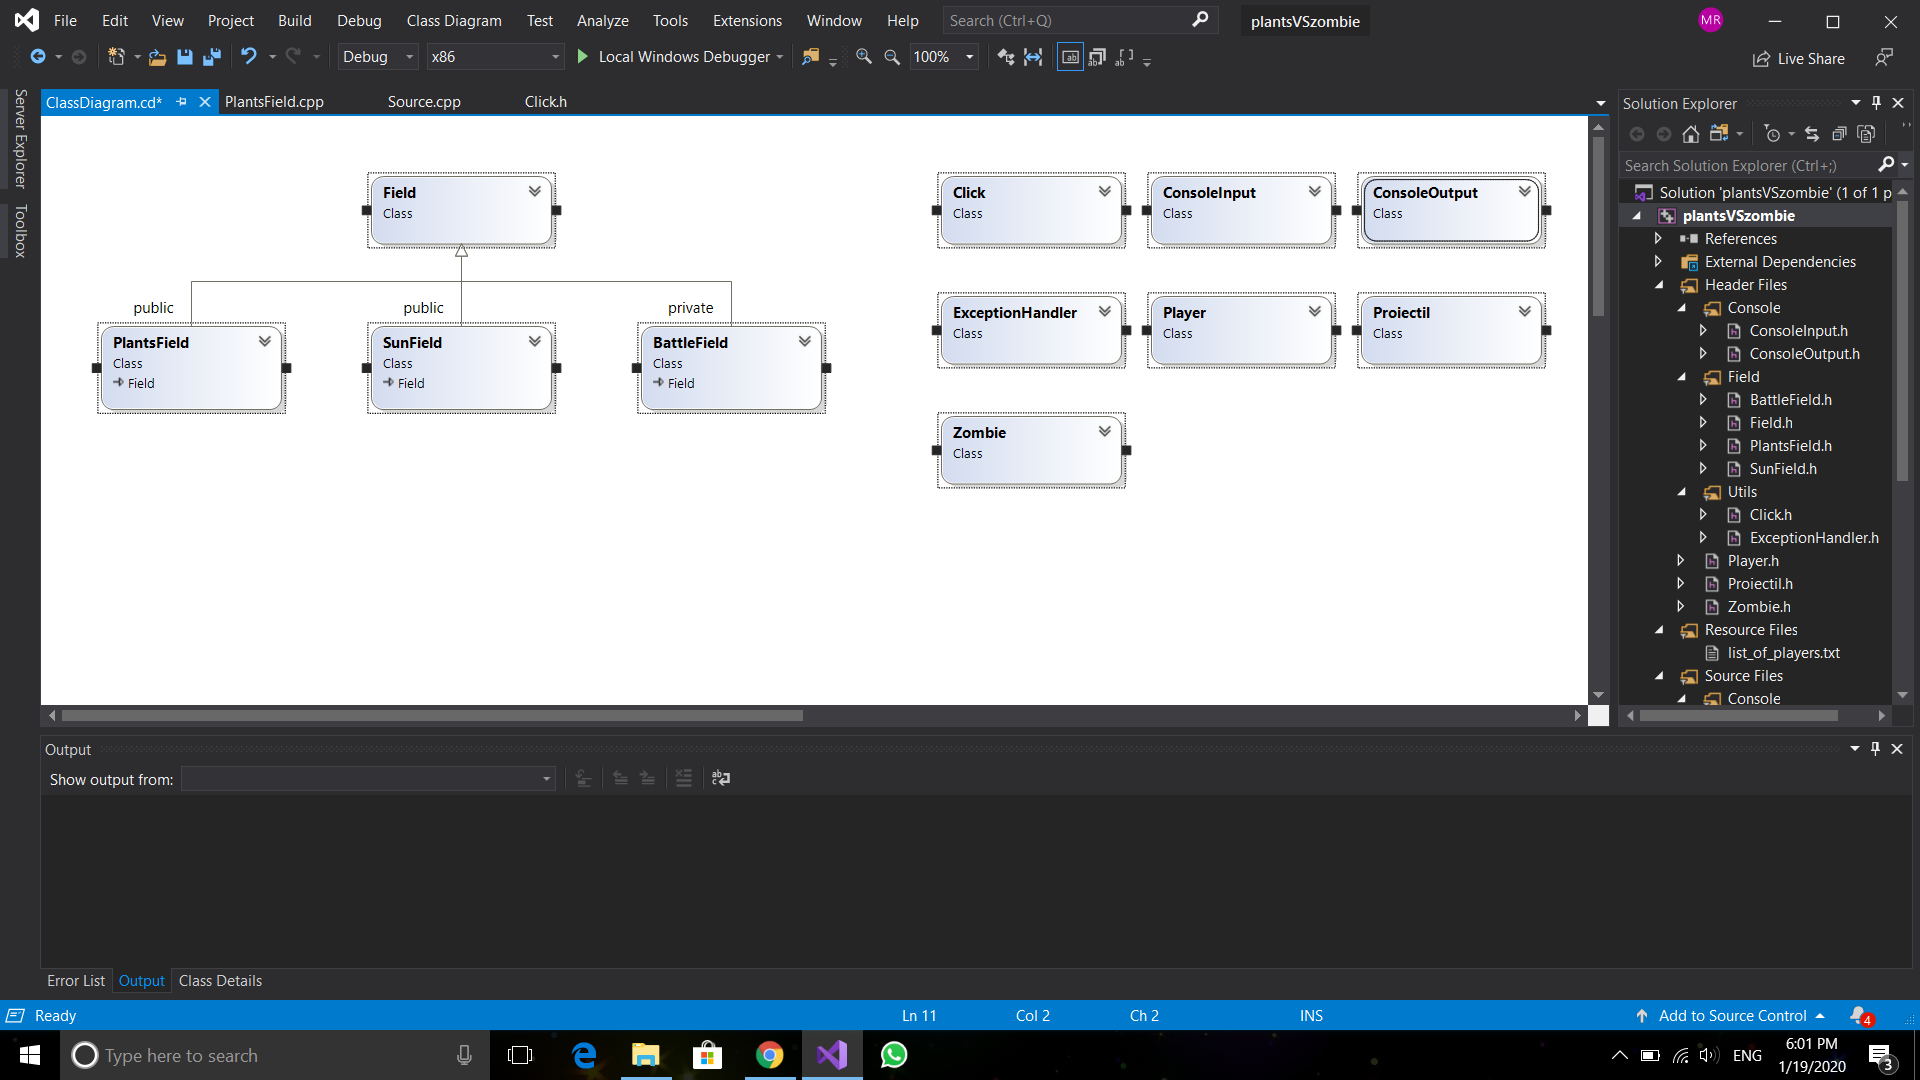 File Edit View Project Build Debug Class Diagram Test Analyze Tools Extensions Window Help Search (Ctrl+Q) plantsVSzombie MR
Debug x86 Local Windows Debugger 100% Live Share
Server Explorer
Toolbox
ClassDiagram.cd* PlantsField.cpp Source.cpp Click.h
Field
Class
public public private
PlantsField
Class
Field
SunField
Class
Field
BattleField
Class
Field
Click
Class
ConsoleInput
Class
ConsoleOutput
Class
ExceptionHandler
Class
Player
Class
Proiectil
Class
Zombie
Class
Solution Explorer
Search Solution Explorer (Ctrl+;)
Solution 'plantsVSzombie' (1 of 1 p
plantsVSzombie
References
External Dependencies
Header Files
Console
ConsoleInput.h
ConsoleOutput.h
Field
BattleField.h
Field.h
PlantsField.h
SunField.h
Utils
Click.h
ExceptionHandler.h
Player.h
Proiectil.h
Zombie.h
Resource Files
list_of_players.txt
Source Files
Console
Output
Show output from:
Error List Output Class Details
Ready Ln 11 Col 2 Ch 2 INS Add to Source Control 4
Type here to search ENG 6:01 PM
1/19/2020 3